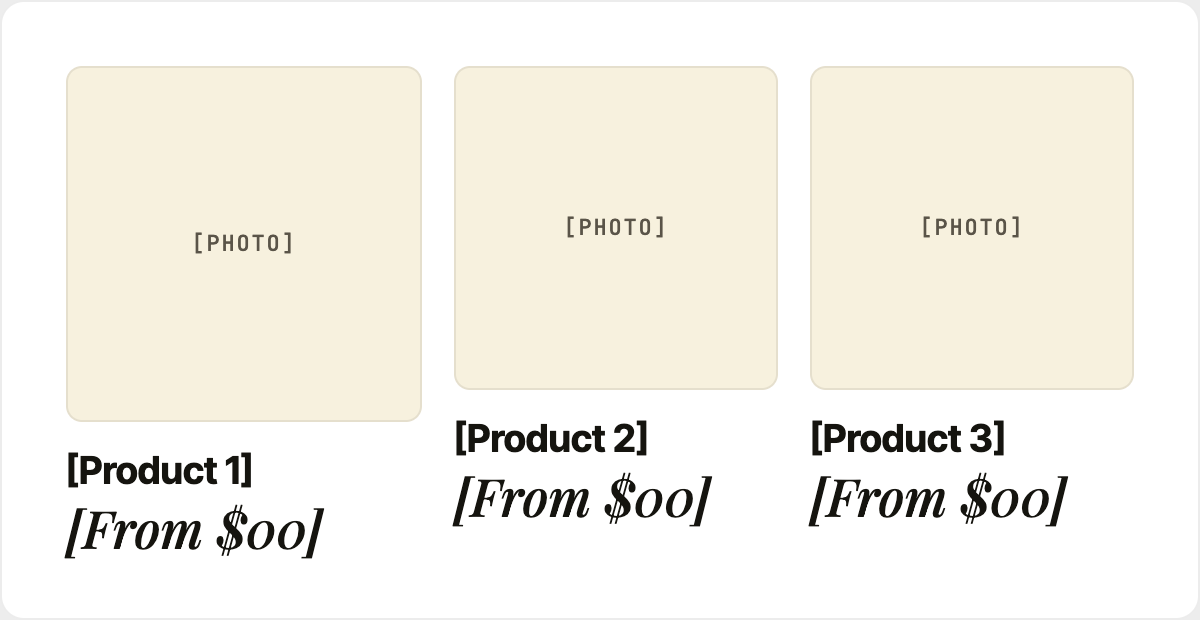 [PHOTO]
[Product 1]
[From $00]
[PHOTO]
[Product 2]
[From $00]
[PHOTO]
[Product 3]
[From $00]